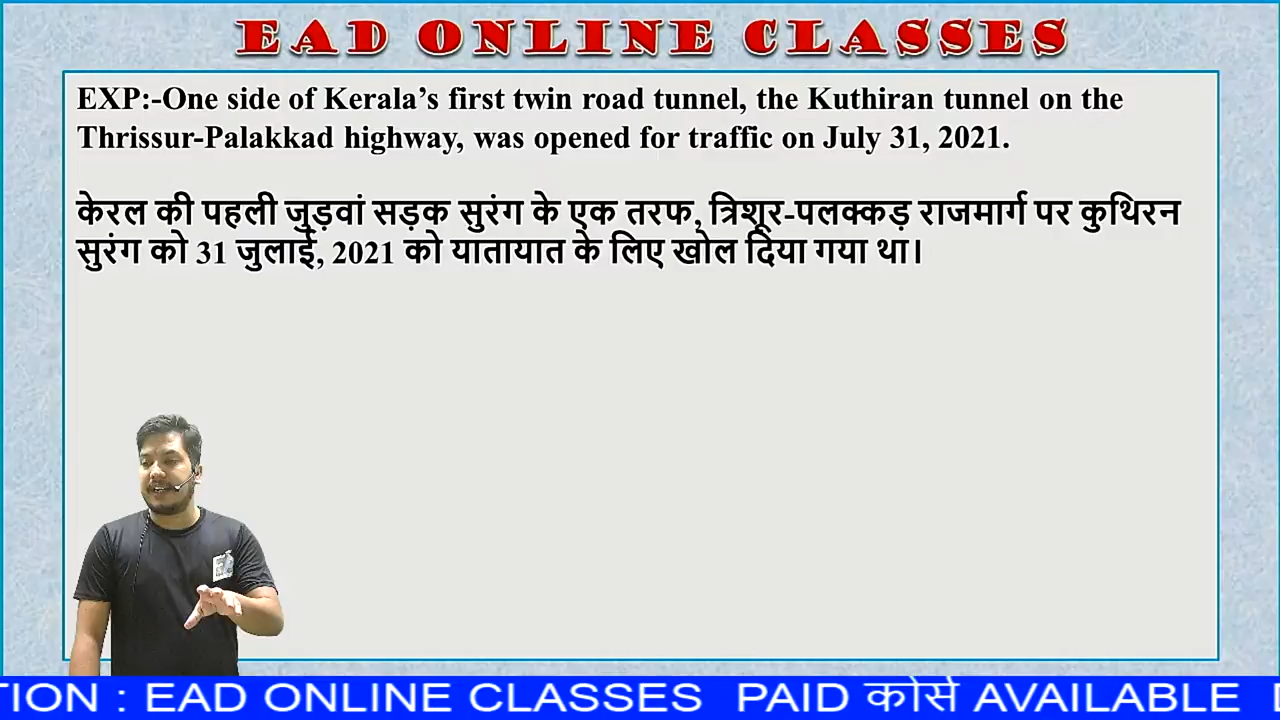 EAD ONLINE CLASSES
EXP:-One side of Kerala’s first twin road tunnel, the Kuthiran tunnel on the
Thrissur-Palakkad highway, was opened for traffic on July 31, 2021.
केरल की पहली जुड़वां सड़क सुरंग के एक तरफ, त्रिशूर-पलक्कड़ राजमार्ग पर कुथिरन
सुरंग को 31 जुलाई, 2021 को यातायात के लिए खोल दिया गया था।
TION : EAD ONLINE CLASSES PAID कोर्स AVAILABLE